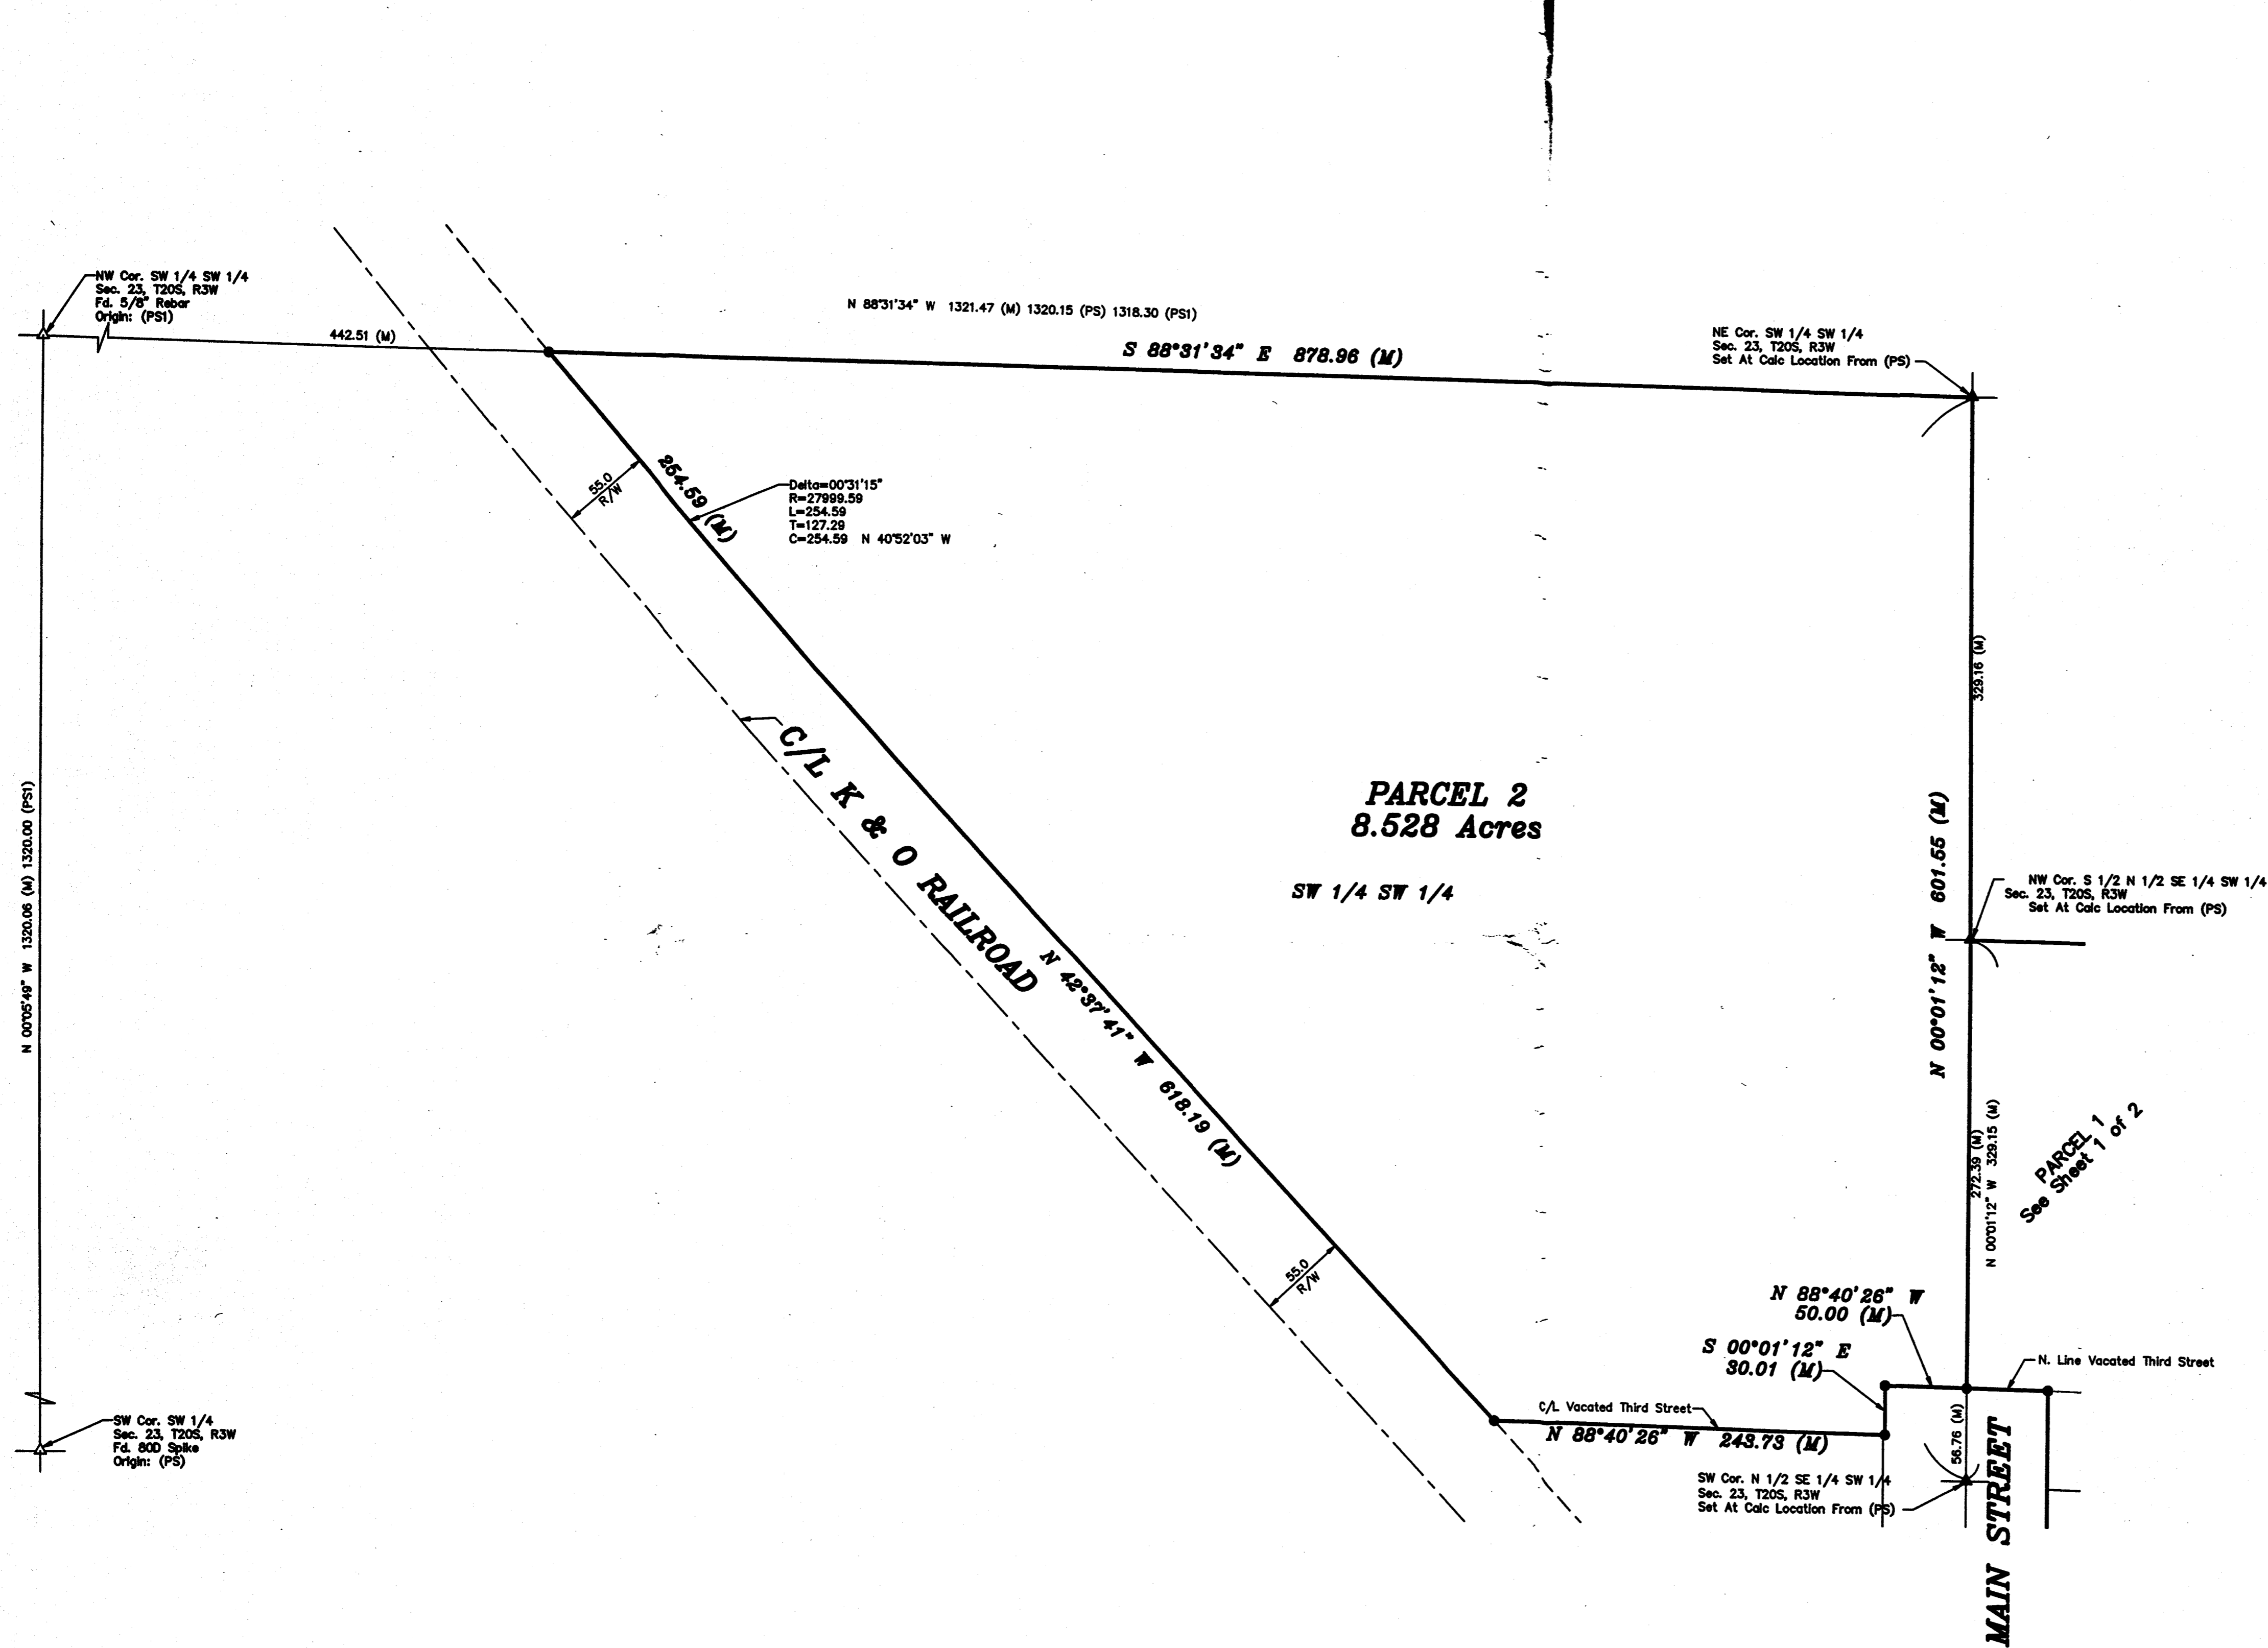 NW Cor. SW 1/4 SW 1/4
Sec. 23, T20S, R3W
Fd. 5/8" Rebar
Origin: (PS1)
442.51 (M)
N 88°31'34" W 1321.47 (M) 1320.15 (PS) 1318.30 (PS1)
S 88°31'34" E 878.96 (M)
NE Cor. SW 1/4 SW 1/4
Sec. 23, T20S, R3W
Set At Calc Location From (PS)
55.0
R/W
254.59 (M)
Delta=00°31'15"
R=27999.59
L=254.59
T=127.29
C=254.59 N 40°52'03" W
329.16 (M)
C/L K & O RAILROAD
PARCEL 2
8.528 Acres
SW 1/4 SW 1/4
N 00°05'49" W 1320.06 (M) 1320.00 (PS1)
N 00°01'12" W 601.55 (M)
NW Cor. S 1/2 N 1/2 SE 1/4 SW 1/4
Sec. 23, T20S, R3W
Set At Calc Location From (PS)
N 42°37'41" W 618.19 (M)
272.39 (M)
N 00°01'12" W 329.15 (M)
PARCEL 1
See Sheet 1 of 2
55.0
R/W
N 88°40'26" W
50.00 (M)
S 00°01'12" E
30.01 (M)
N. Line Vacated Third Street
C/L Vacated Third Street
N 88°40'26" W 243.73 (M)
56.76 (M)
SW Cor. SW 1/4
Sec. 23, T20S, R3W
Fd. 80D Spike
Origin: (PS)
SW Cor. N 1/2 SE 1/4 SW 1/4
Sec. 23, T20S, R3W
Set At Calc Location From (PS)
MAIN STREET